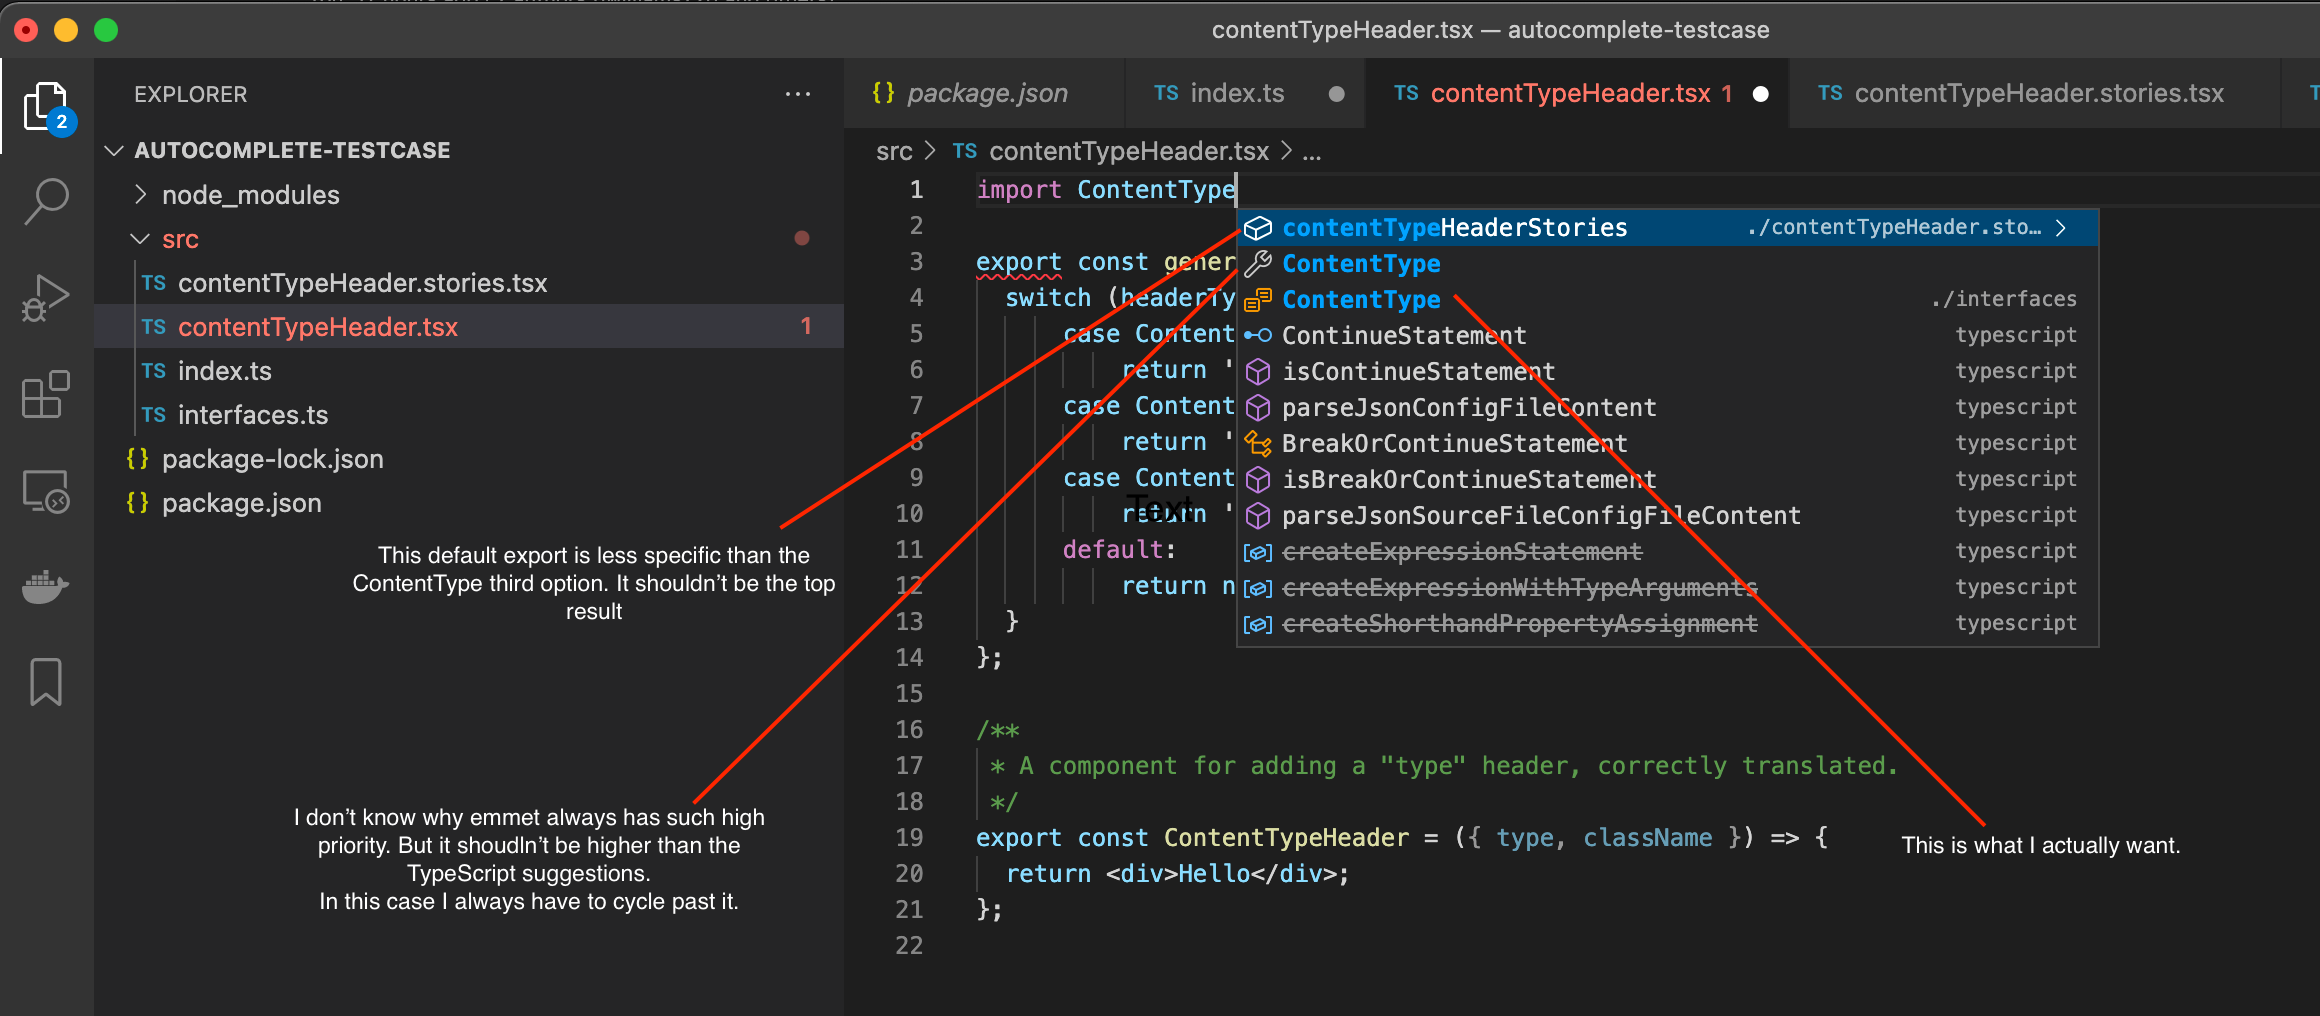 contentTypeHeader.tsx — autocomplete-testcase
EXPLORER
{} package.json
TS index.ts
TS contentTypeHeader.tsx 1
TS contentTypeHeader.stories.tsx
2
AUTOCOMPLETE-TESTCASE
node_modules
src
TS contentTypeHeader.stories.tsx
TS contentTypeHeader.tsx 1
TS index.ts
TS interfaces.ts
{} package-lock.json
{} package.json
src > TS contentTypeHeader.tsx > ...
1 import ContentType
2
3 export const gener
4 switch (headerTy
5 case Content
6 return '
7 case Content
8 return '
9 case Content
10 return '
Text
11 default:
12 return n
13 }
14 };
15
16 /**
17 * A component for adding a "type" header, correctly translated.
18 */
19 export const ContentTypeHeader = ({ type, className }) => {
20 return <div>Hello</div>;
21 };
22
contentTypeHeaderStories ./contentTypeHeader.sto… >
ContentType
ContentType ./interfaces
ContinueStatement typescript
isContinueStatement typescript
parseJsonConfigFileContent typescript
BreakOrContinueStatement typescript
isBreakOrContinueStatement typescript
parseJsonSourceFileConfigFileContent typescript
createExpressionStatement typescript
createExpressionWithTypeArguments typescript
createShorthandPropertyAssignment typescript
This default export is less specific than the
ContentType third option. It shouldn't be the top
result
I don't know why emmet always has such high
priority. But it shoudln't be higher than the
TypeScript suggestions.
In this case I always have to cycle past it.
This is what I actually want.